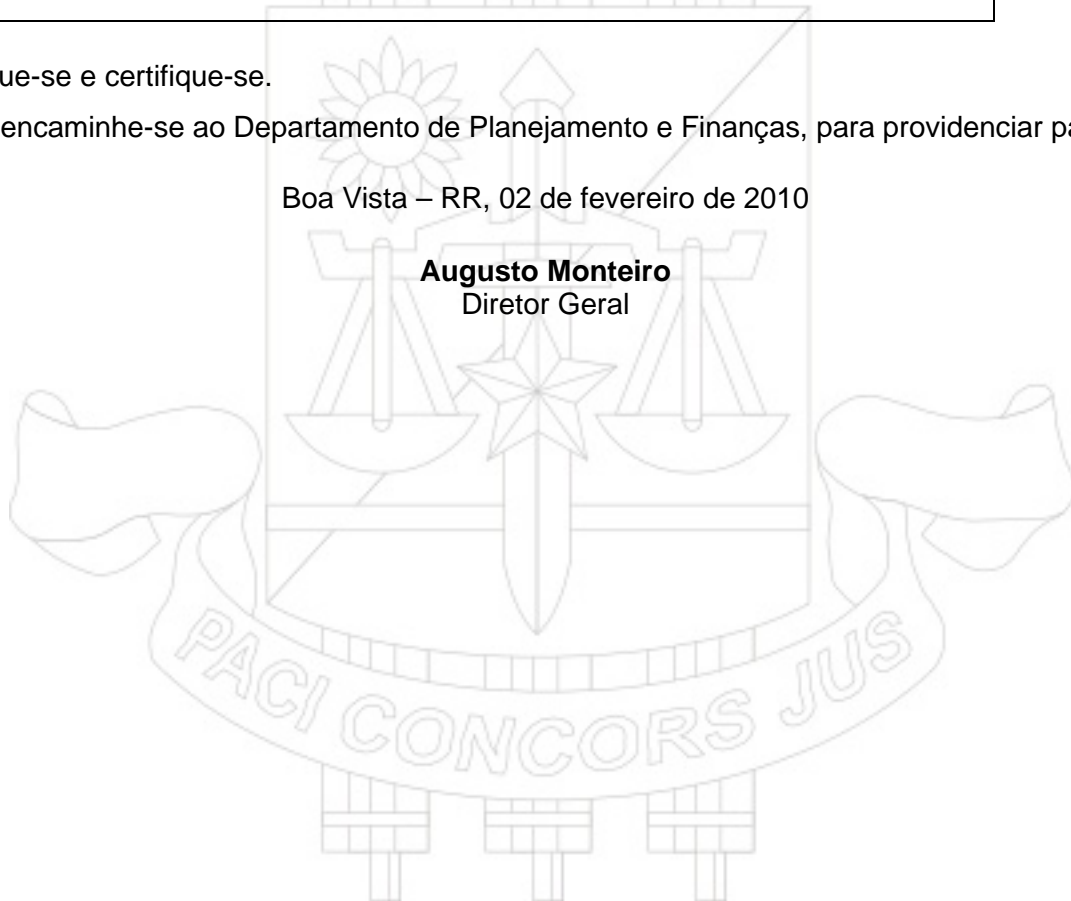 ue-se e certifique-se.
encaminhe-se ao Departamento de Planejamento e Finanças, para providenciar pa
Boa Vista – RR, 02 de fevereiro de 2010
Augusto Monteiro
Diretor Geral
PACI CONCORS JUS